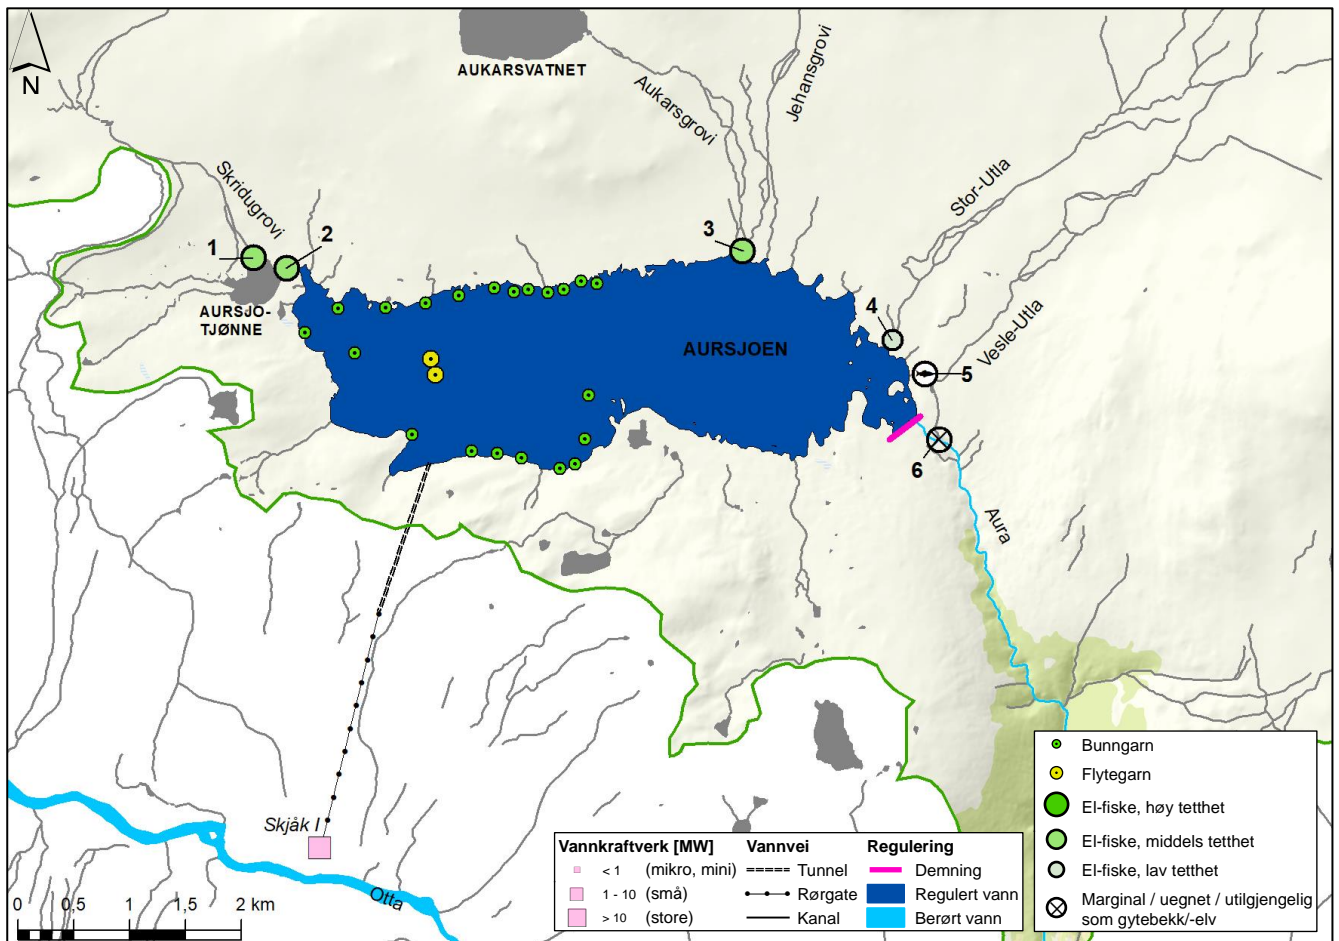 N
AUKARSVATNET
Aukarsgrovi
Jehansgrovi
Skridugrovi
Stor-Utla
Vesle-Utla
1
2
3
4
5
6
AURSJO-
TJØNNE
AURSJOEN
Aura
Skjåk I
Otta
0 0,5 1 1,5 2 km
Vannkraftverk [MW]
< 1 (mikro, mini)
1 - 10 (små)
> 10 (store)
Vannvei
Tunnel
Rørgate
Kanal
Regulering
Demning
Regulert vann
Berørt vann
Bunngarn
Flytegarn
El-fiske, høy tetthet
El-fiske, middels tetthet
El-fiske, lav tetthet
Marginal / uegnet / utilgjengelig
som gytebekk/-elv